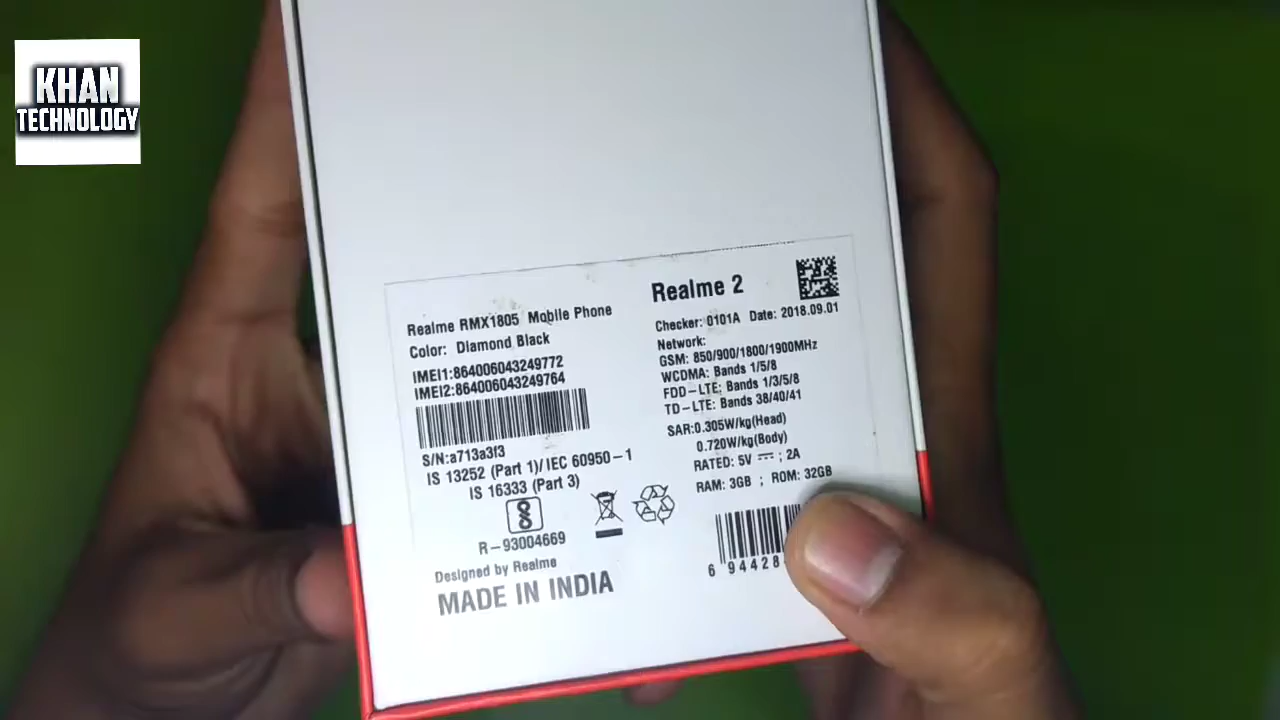 KHAN
TECHNOLOGY
Realme RMX1805 Mobile Phone
Color: Diamond Black
IMEI1:864006043249772
IMEI2:864006043249764
S/N:a713a3f3
IS 13252 (Part 1)/ IEC 60950-1
IS 16333 (Part 3)
R-93004669
Designed by Realme
MADE IN INDIA
Realme 2
Checker: 0101A Date: 2018.09.01
Network:
GSM: 850/900/1800/1900MHz
WCDMA: Bands 1/5/8
FDD-LTE: Bands 1/3/5/8
TD-LTE: Bands 38/40/41
SAR:0.305W/kg(Head)
0.720W/kg(Body)
RATED: 5V ⎓ ; 2A
RAM: 3GB ; ROM: 32GB
6 94428